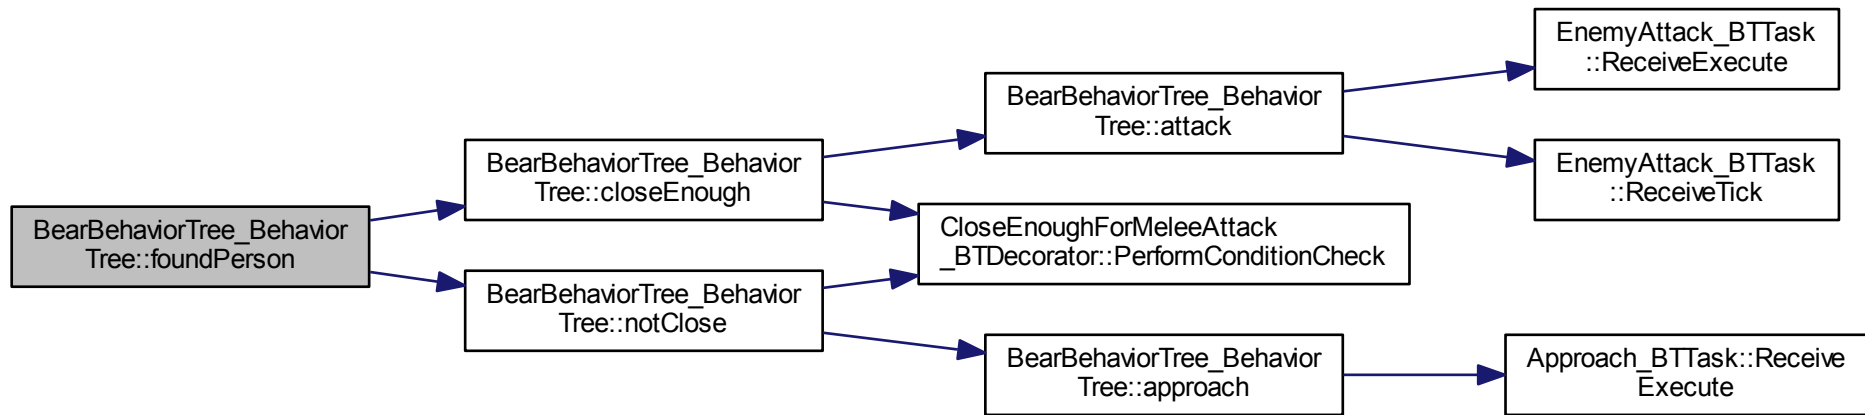 BearBehaviorTree_Behavior
Tree::foundPerson
BearBehaviorTree_Behavior
Tree::closeEnough
BearBehaviorTree_Behavior
Tree::notClose
BearBehaviorTree_Behavior
Tree::attack
CloseEnoughForMeleeAttack
_BTDecorator::PerformConditionCheck
BearBehaviorTree_Behavior
Tree::approach
EnemyAttack_BTTask
::ReceiveExecute
EnemyAttack_BTTask
::ReceiveTick
Approach_BTTask::Receive
Execute